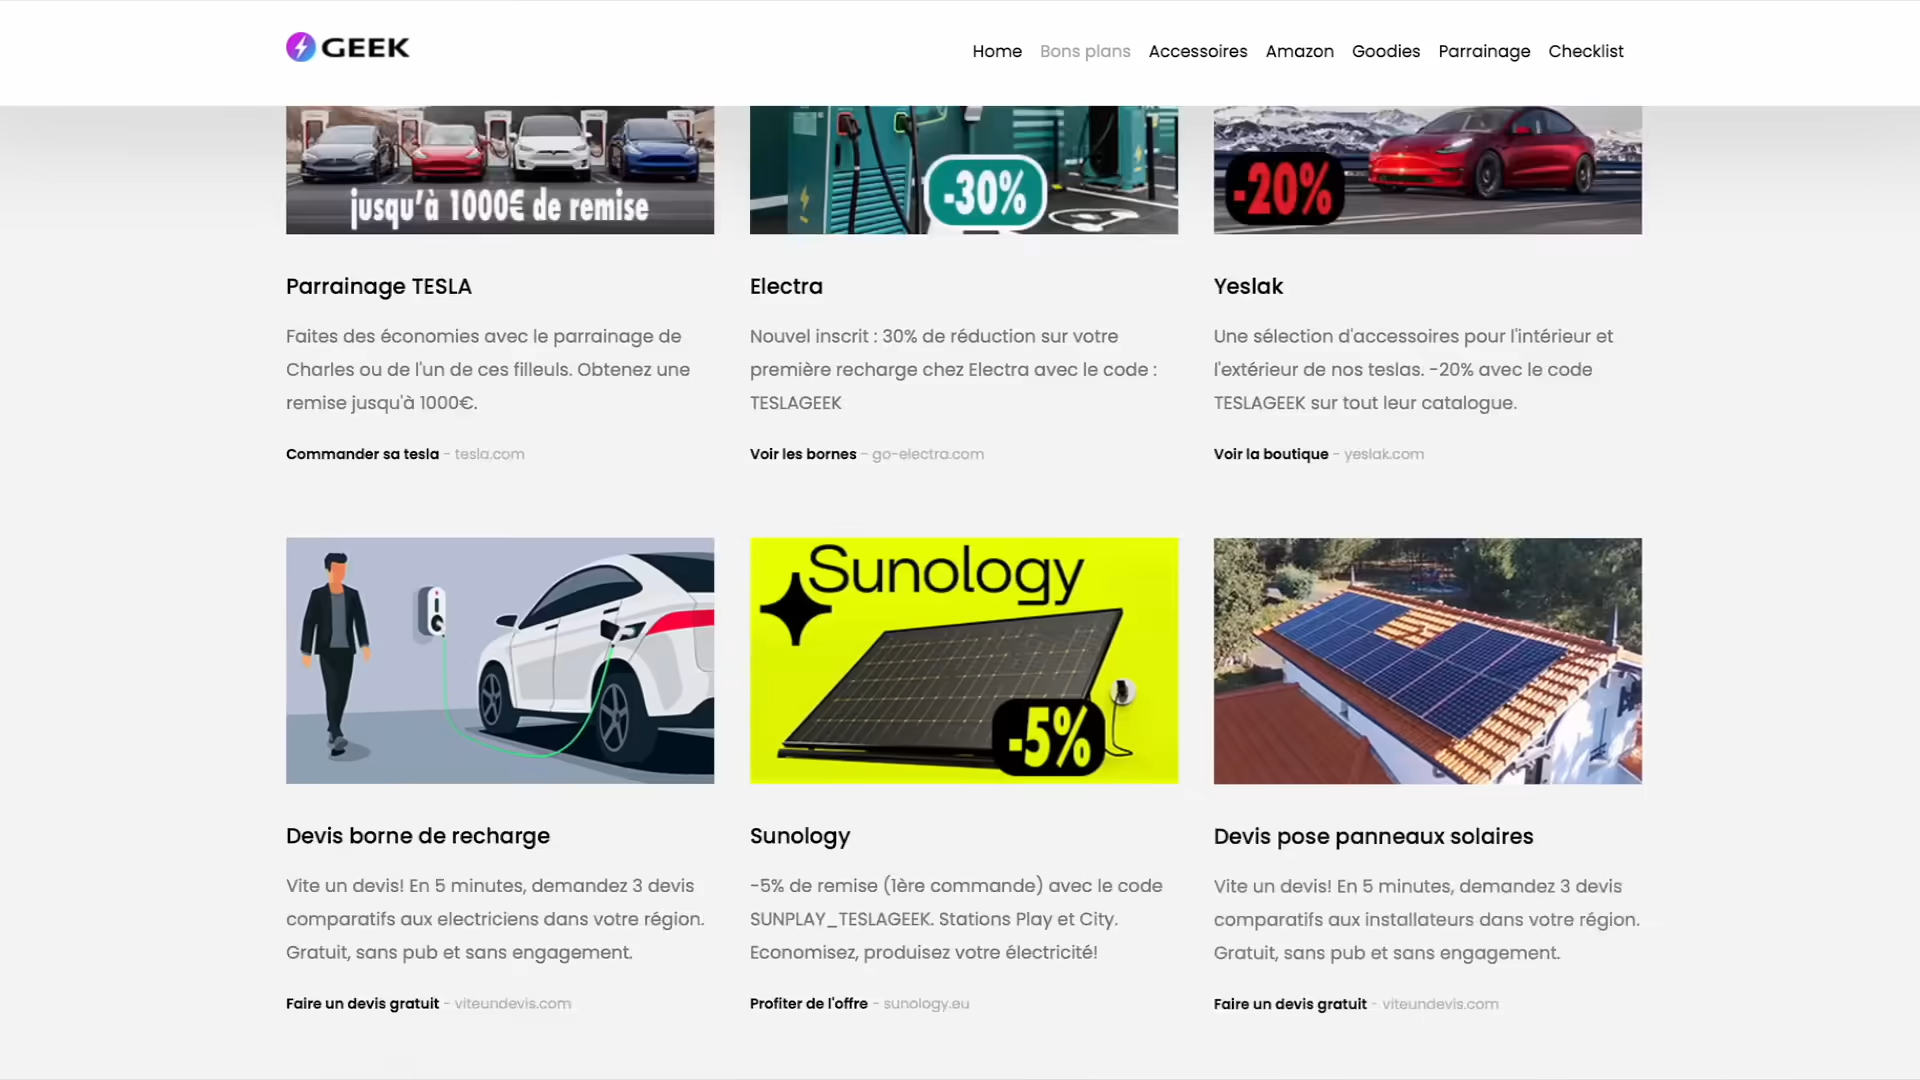 GEEK
Home Bons plans Accessoires Amazon Goodies Parrainage Checklist
jusqu'à 1000€ de remise
-30%
-20%
Parrainage TESLA
Faites des économies avec le parrainage de
Charles ou de l'un de ces filleuls. Obtenez une
remise jusqu'à 1000€.
Commander sa tesla - tesla.com
Electra
Nouvel inscrit : 30% de réduction sur votre
première recharge chez Electra avec le code :
TESLAGEEK
Voir les bornes - go-electra.com
Yeslak
Une sélection d'accessoires pour l'intérieur et
l'extérieur de nos teslas. -20% avec le code
TESLAGEEK sur tout leur catalogue.
Voir la boutique - yeslak.com
Sunology
-5%
Devis borne de recharge
Vite un devis! En 5 minutes, demandez 3 devis
comparatifs aux electriciens dans votre région.
Gratuit, sans pub et sans engagement.
Faire un devis gratuit - viteundevis.com
Sunology
-5% de remise (1ère commande) avec le code
SUNPLAY_TESLAGEEK. Stations Play et City.
Economisez, produisez votre électricité!
Profiter de l'offre - sunology.eu
Devis pose panneaux solaires
Vite un devis! En 5 minutes, demandez 3 devis
comparatifs aux installateurs dans votre région.
Gratuit, sans pub et sans engagement.
Faire un devis gratuit - viteundevis.com